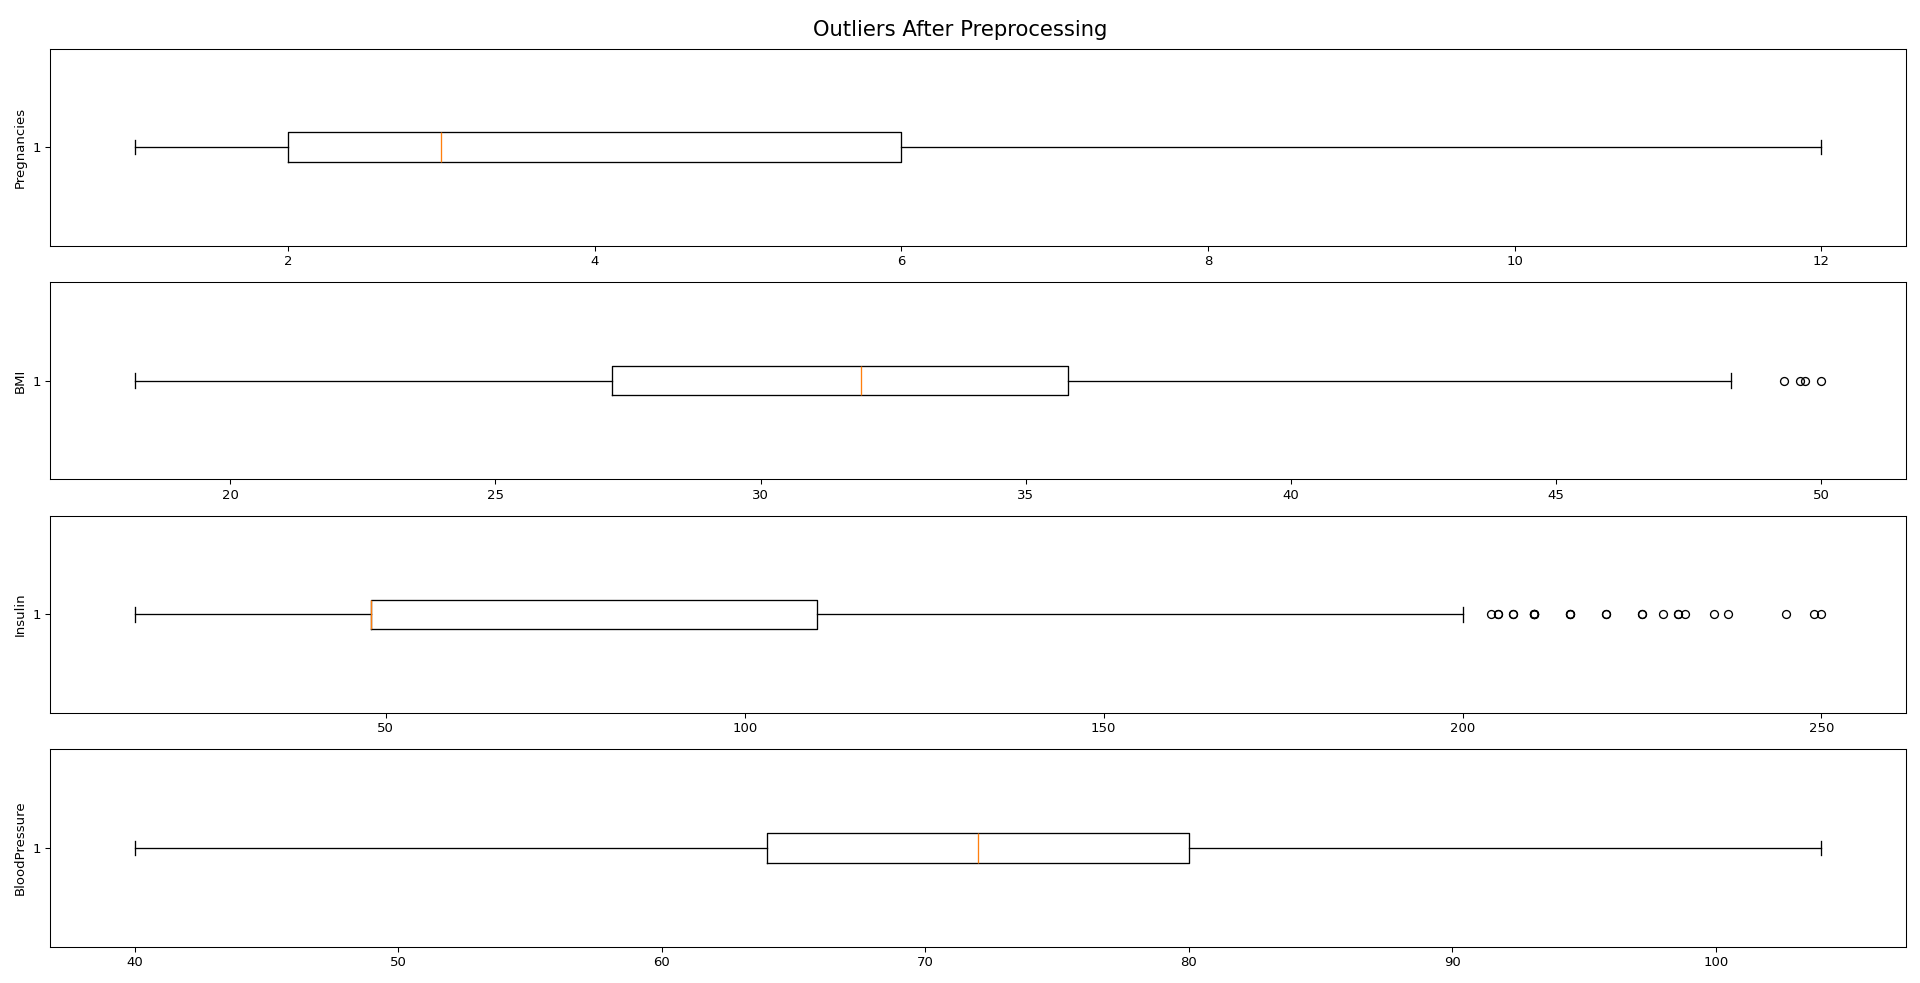 Outliers After Preprocessing
Pregnancies
1
2 4 6 8 10 12
BMI
1
20 25 30 35 40 45 50
Insulin
1
50 100 150 200 250
BloodPressure
1
40 50 60 70 80 90 100